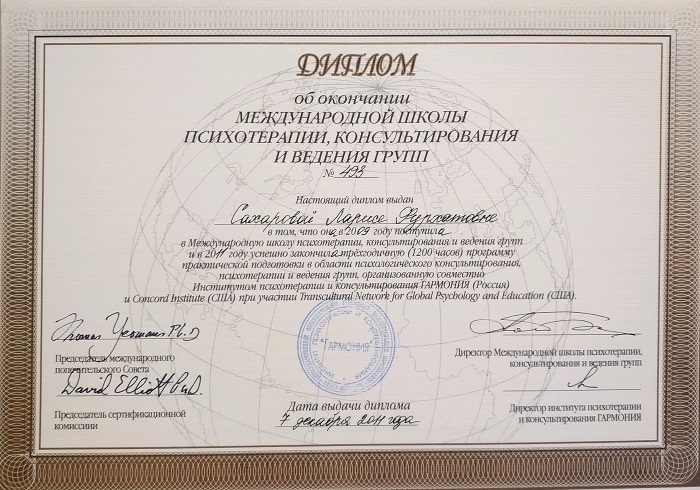 ДИПЛОМ
об окончании
МЕЖДУНАРОДНОЙ ШКОЛЫ
ПСИХОТЕРАПИИ, КОНСУЛЬТИРОВАНИЯ
И ВЕДЕНИЯ ГРУПП
№ 493
Настоящий диплом выдан
Сахаровой Ларисе Фурхатовне
в том, что она в 2009 году поступила
в Международную школу психотерапии, консультирования и ведения групп
и в 2011 году успешно закончила трёхгодичную (1200 часов) программу
практической подготовки в области психологического консультирования,
психотерапии и ведения групп, организованную совместно
Институтом психотерапии и консультирования ГАРМОНИЯ (Россия)
и Concord Institute (США) при участии Transcultural Network for Global Psychology and Education (США).
Thomas Yeomans Ph.D
Председатель международного
попечительского Совета
David Elliott Ph.D.
Председатель сертификационной
комиссиии
"ГАРМОНИЯ"
Дата выдачи диплома
7 декабря 2011 года
Директор Международной школы психотерапии,
консультирования и ведения групп
Директор института психотерапии
и консультирования ГАРМОНИЯ